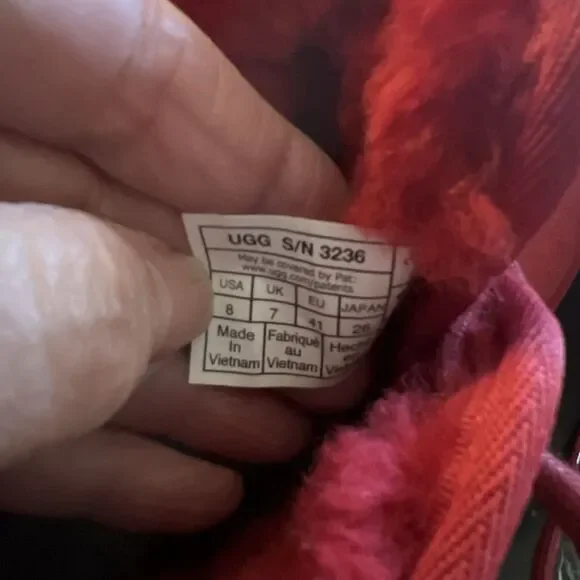 UGG S/N 3236
May be covered by Pat:
www.ugg.com/patents
USA UK EU JAPAN
8 7 41 26
Made Fabriqué
In au
Vietnam Vietnam